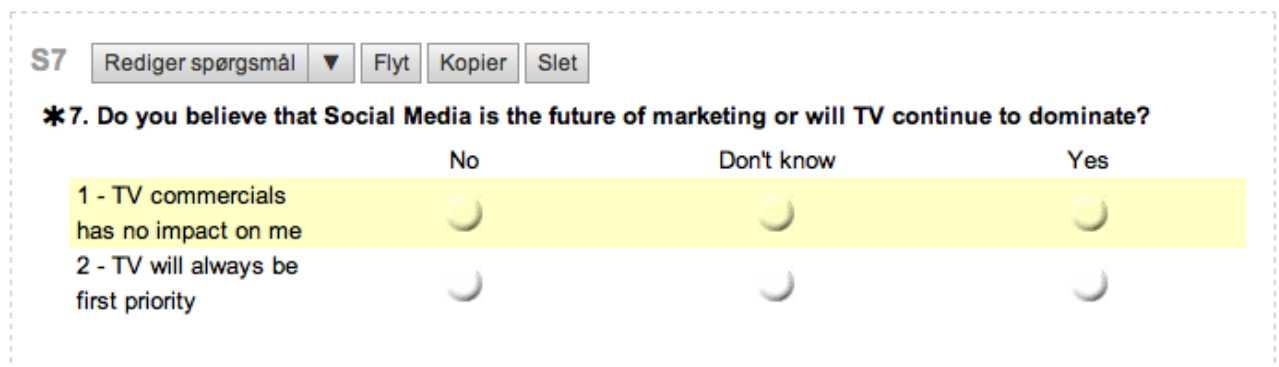 S7 Rediger spørgsmål ▼ Flyt Kopier Slet
✱7. Do you believe that Social Media is the future of marketing or will TV continue to dominate?
No Don't know Yes
1 - TV commercials
has no impact on me
2 - TV will always be
first priority